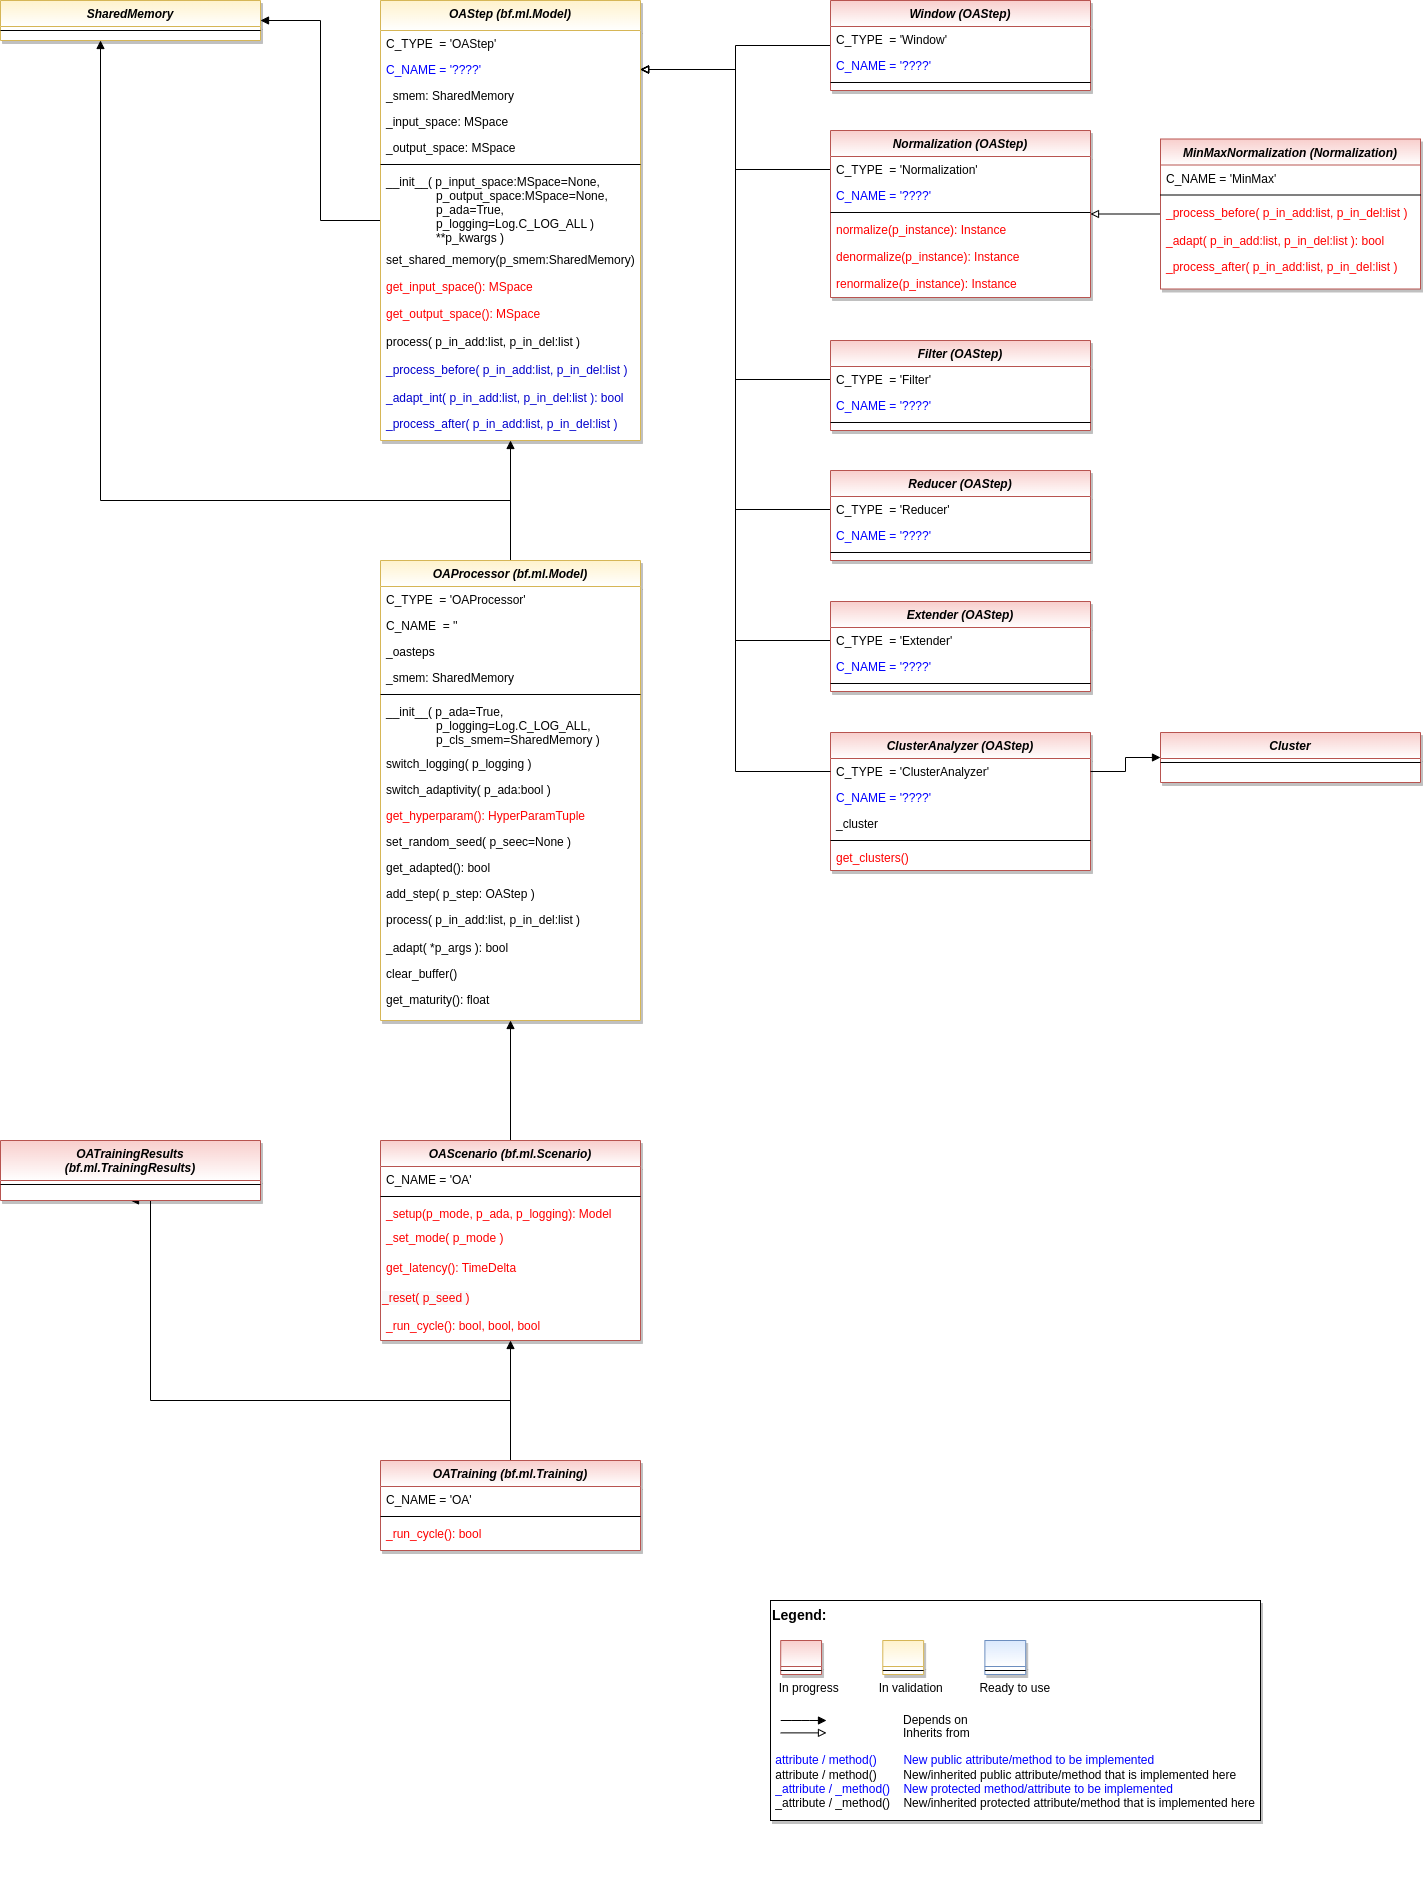 SharedMemory
OAStep (bf.ml.Model)
C_TYPE  = 'OAStep'
C_NAME = '????'
_smem: SharedMemory
_input_space: MSpace
_output_space: MSpace
__init__( p_input_space:MSpace=None,
p_output_space:MSpace=None,
p_ada=True,
p_logging=Log.C_LOG_ALL )
**p_kwargs )
set_shared_memory(p_smem:SharedMemory)
get_input_space(): MSpace
get_output_space(): MSpace
process( p_in_add:list, p_in_del:list )
_process_before( p_in_add:list, p_in_del:list )
_adapt_int( p_in_add:list, p_in_del:list ): bool
_process_after( p_in_add:list, p_in_del:list )
Window (OAStep)
C_TYPE  = 'Window'
C_NAME = '????'
Normalization (OAStep)
C_TYPE  = 'Normalization'
C_NAME = '????'
normalize(p_instance): Instance
denormalize(p_instance): Instance
renormalize(p_instance): Instance
MinMaxNormalization (Normalization)
C_NAME = 'MinMax'
_process_before( p_in_add:list, p_in_del:list )
_adapt( p_in_add:list, p_in_del:list ): bool
_process_after( p_in_add:list, p_in_del:list )
Filter (OAStep)
C_TYPE  = 'Filter'
C_NAME = '????'
Reducer (OAStep)
C_TYPE  = 'Reducer'
C_NAME = '????'
Extender (OAStep)
C_TYPE  = 'Extender'
C_NAME = '????'
ClusterAnalyzer (OAStep)
C_TYPE  = 'ClusterAnalyzer'
C_NAME = '????'
_cluster
get_clusters()
Cluster
OAProcessor (bf.ml.Model)
C_TYPE  = 'OAProcessor'
C_NAME  = ''
_oasteps
_smem: SharedMemory
__init__( p_ada=True,
p_logging=Log.C_LOG_ALL,
p_cls_smem=SharedMemory )
switch_logging( p_logging )
switch_adaptivity( p_ada:bool )
get_hyperparam(): HyperParamTuple
set_random_seed( p_seec=None )
get_adapted(): bool
add_step( p_step: OAStep )
process( p_in_add:list, p_in_del:list )
_adapt( *p_args ): bool
clear_buffer()
get_maturity(): float
OATrainingResults
(bf.ml.TrainingResults)
OAScenario (bf.ml.Scenario)
C_NAME = 'OA'
_setup(p_mode, p_ada, p_logging): Model
_set_mode( p_mode )
get_latency(): TimeDelta
_reset( p_seed )
_run_cycle(): bool, bool, bool
OATraining (bf.ml.Training)
C_NAME = 'OA'
_run_cycle(): bool
Legend:
In progress
In validation
Ready to use
Depends on
Inherits from
attribute / method() New public attribute/method to be implemented
attribute / method() New/inherited public attribute/method that is implemented here
_attribute / _method() New protected method/attribute to be implemented
_attribute / _method() New/inherited protected attribute/method that is implemented here